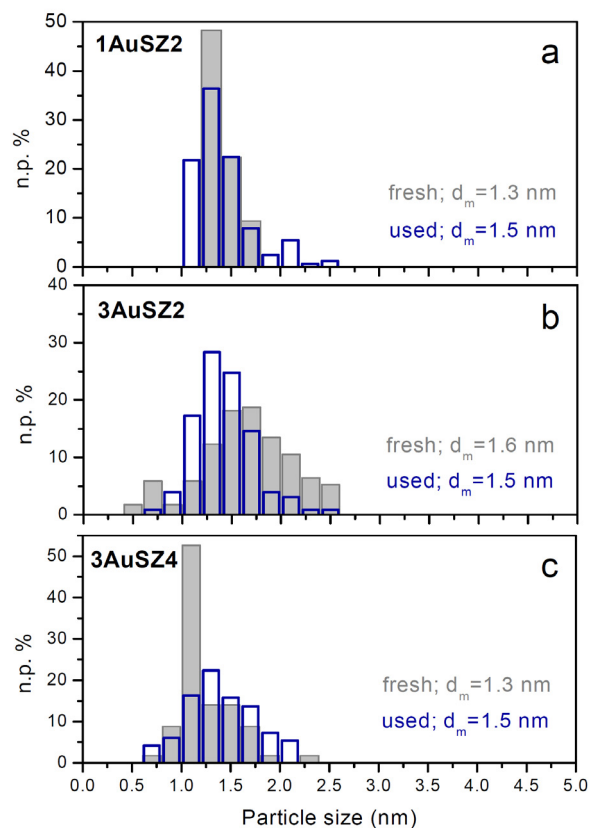 50
1AuSZ2
a
40
30
20
fresh; dₘ=1.3 nm
10
used; dₘ=1.5 nm
0
n.p. %
40
3AuSZ2
b
30
20
fresh; dₘ=1.6 nm
10
used; dₘ=1.5 nm
0
n.p. %
3AuSZ4
c
50
40
30
20
fresh; dₘ=1.3 nm
10
used; dₘ=1.5 nm
0
n.p. %
0.0 0.5 1.0 1.5 2.0 2.5 3.0 3.5 4.0 4.5 5.0
Particle size (nm)